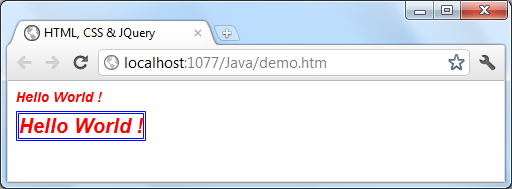 HTML, CSS & JQuery
localhost:1077/Java/demo.htm
Hello World !
Hello World !